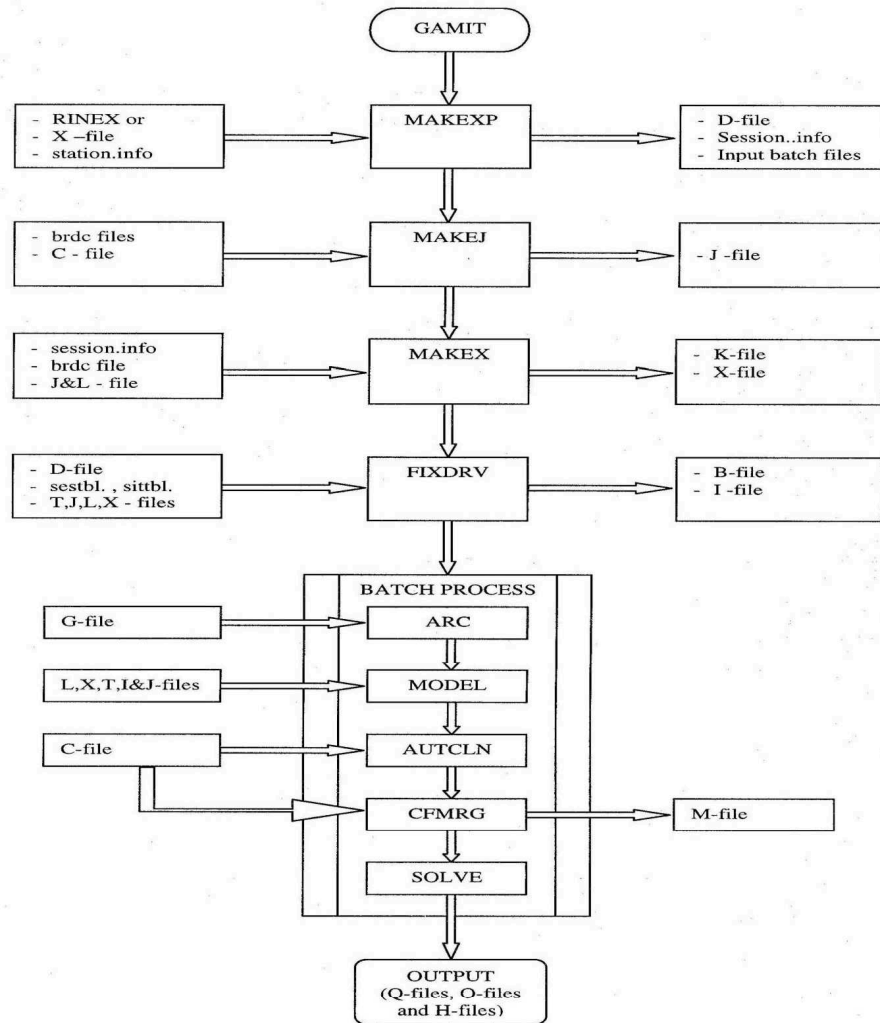 GAMIT
- RINEX or
- X –file
- station.info
MAKEXP
- D-file
- Session..info
- Input batch files
- brdc files
- C - file
MAKEJ
- J -file
- session.info
- brdc file
- J&L - file
MAKEX
- K-file
- X-file
- D-file
- sestbl. , sittbl.
- T,J,L,X - files
FIXDRV
- B-file
- I -file
BATCH PROCESS
G-file
ARC
L,X,T,I&J-files
MODEL
C-file
AUTCLN
CFMRG
M-file
SOLVE
OUTPUT
(Q-files, O-files
and H-files)